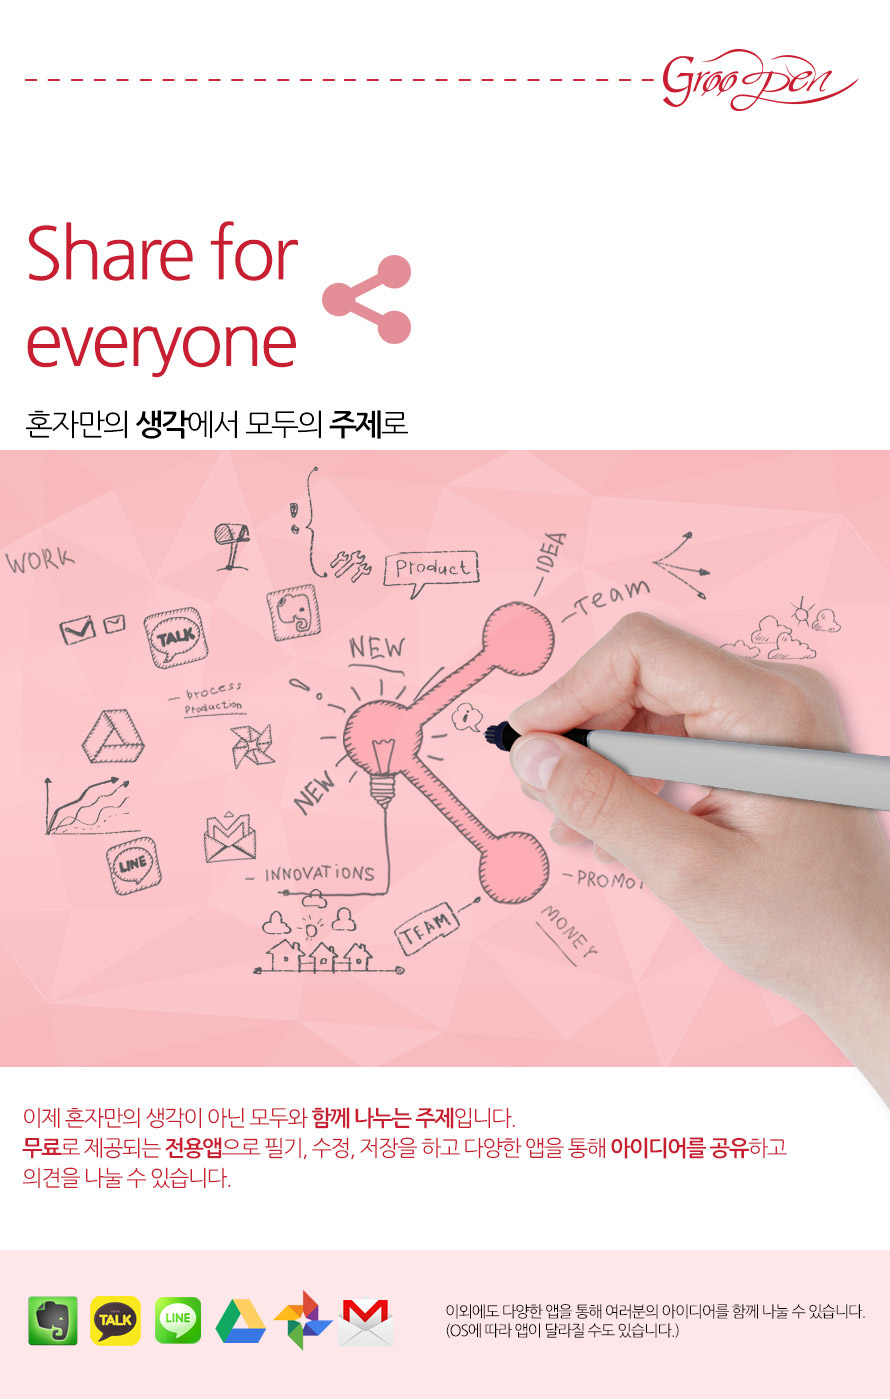 Groo Pen
Share for
everyone
혼자만의 생각에서 모두의 주제로
WORK
Product
IDEA
Team
TALK
NEW
process
Production
NEW
LINE
INNOVATIONS
PROMO
TEAM
MONEY
이제 혼자만의 생각이 아닌 모두와 함께 나누는 주제입니다.
무료로 제공되는 전용앱으로 필기, 수정, 저장을 하고 다양한 앱을 통해 아이디어를 공유하고
의견을 나눌 수 있습니다.
TALK
LINE
이외에도 다양한 앱을 통해 여러분의 아이디어를 함께 나눌 수 있습니다.
(OS에 따라 앱이 달라질 수도 있습니다.)